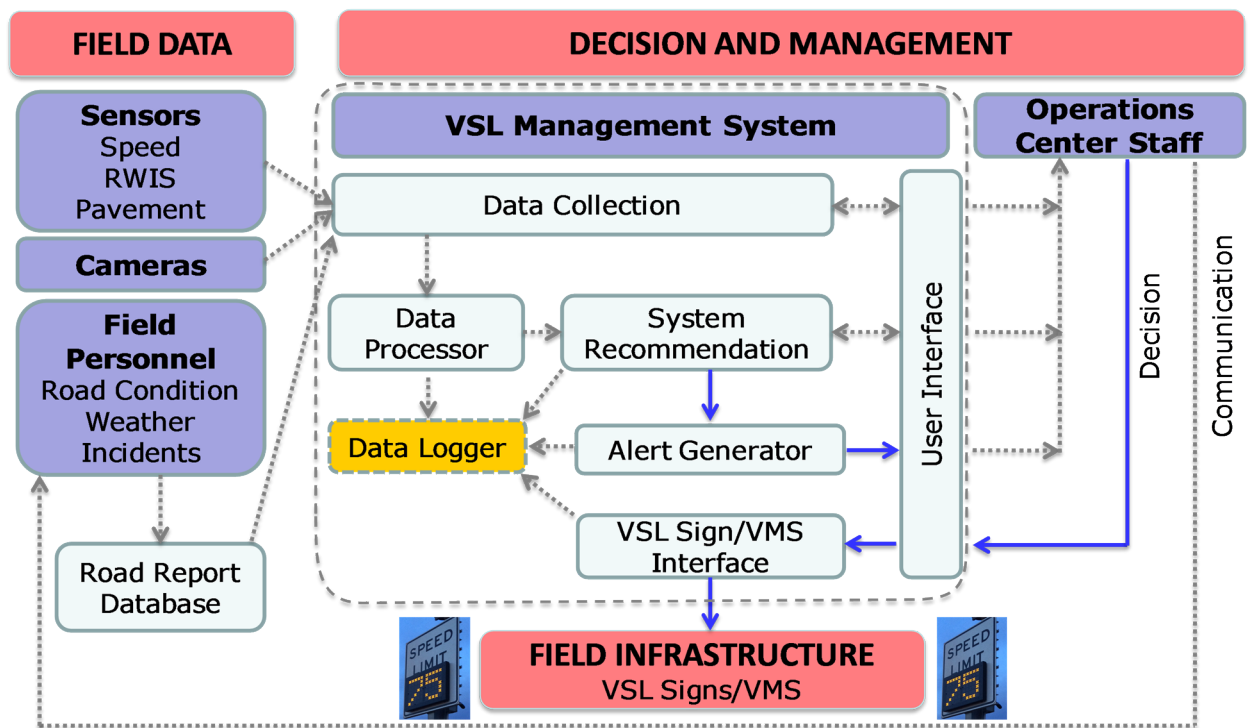 FIELD DATA
DECISION AND MANAGEMENT
Sensors
Speed
RWIS
Pavement
Cameras
Field
Personnel
Road Condition
Weather
Incidents
Road Report
Database
VSL Management System
Data Collection
Data
Processor
System
Recommendation
Data Logger
Alert Generator
VSL Sign/VMS
Interface
User Interface
Operations
Center Staff
Decision
Communication
SPEED
LIMIT
75
FIELD INFRASTRUCTURE
VSL Signs/VMS
SPEED
LIMIT
75